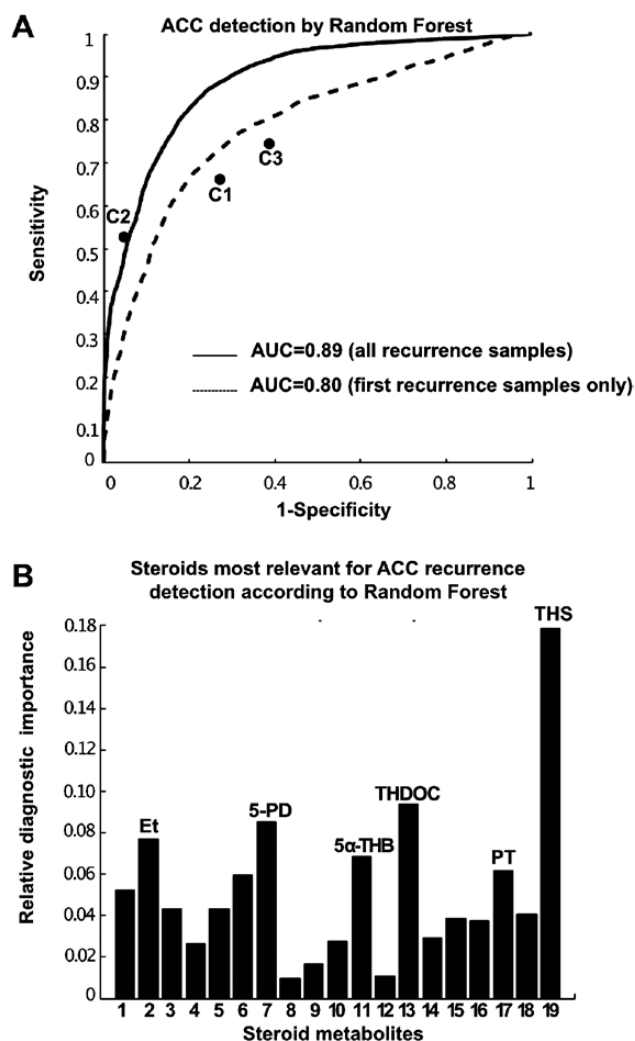 A
ACC detection by Random Forest
1
0.9
0.8
0.7
0.6
0.5
0.4
0.3
0.2
0.1
0
Sensitivity
C2
C1
C3
AUC=0.89 (all recurrence samples)
AUC=0.80 (first recurrence samples only)
0 0.2 0.4 0.6 0.8 1
1-Specificity
B
Steroids most relevant for ACC recurrence
detection according to Random Forest
0.18
0.16
0.14
0.12
0.10
0.08
0.06
0.04
0.02
0
Relative diagnostic importance
Et
5-PD
5α-THB
THDOC
PT
THS
1 2 3 4 5 6 7 8 9 10 11 12 13 14 15 16 17 18 19
Steroid metabolites